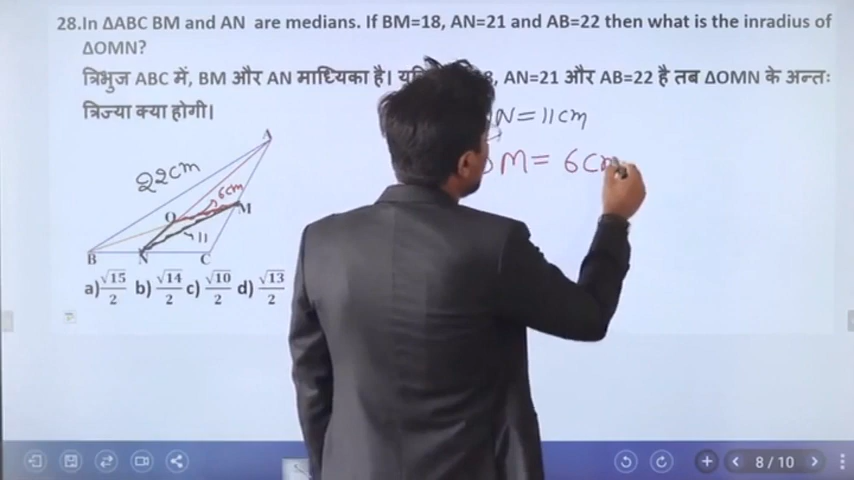 28.In ΔABC BM and AN are medians. If BM=18, AN=21 and AB=22 then what is the inradius of
ΔOMN?
त्रिभुज ABC में, BM और AN माध्यिका है। AN=21 और AB=22 है तब ΔOMN के अन्तः
त्रिज्या क्या होगी।
N=11cm
M= 6c
22cm
A
6cm
O
M
11
B
N
C
a) √15/2 b) √14/2 c) √10/2 d) √13/2
8 / 10